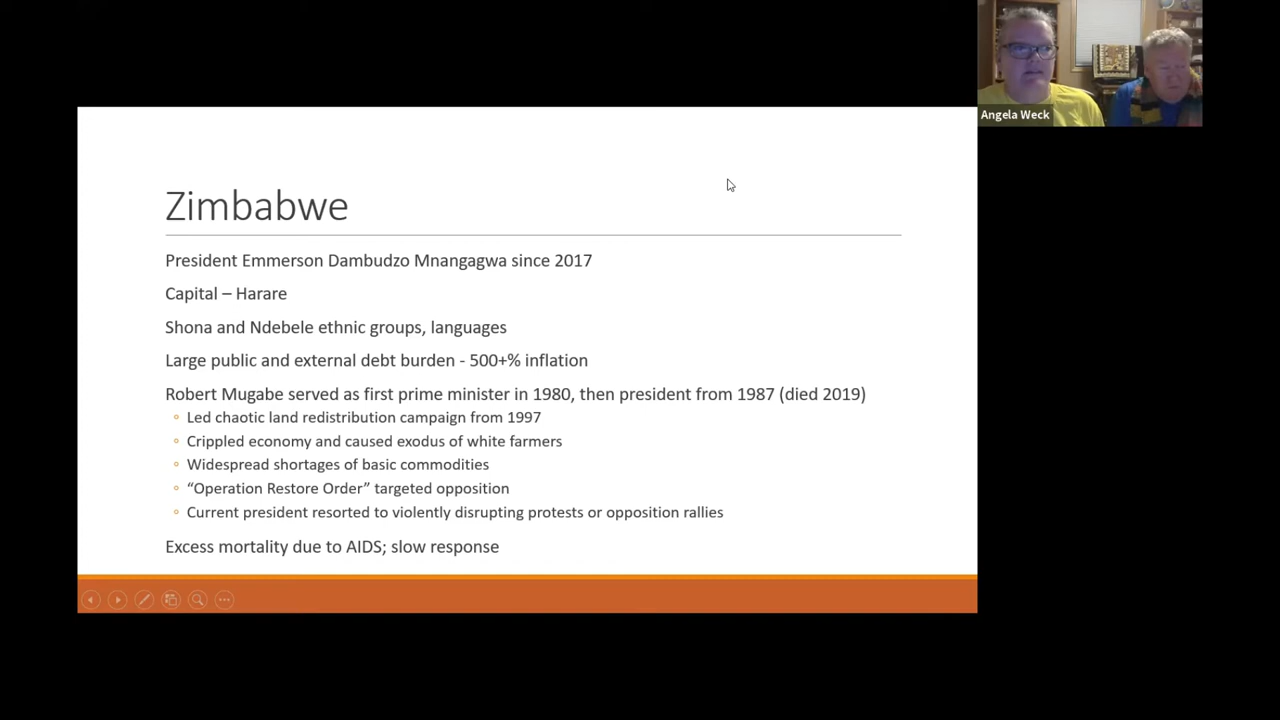 Angela Weck
Zimbabwe
President Emmerson Dambudzo Mnangagwa since 2017
Capital – Harare
Shona and Ndebele ethnic groups, languages
Large public and external debt burden - 500+% inflation
Robert Mugabe served as first prime minister in 1980, then president from 1987 (died 2019)
Led chaotic land redistribution campaign from 1997
Crippled economy and caused exodus of white farmers
Widespread shortages of basic commodities
“Operation Restore Order” targeted opposition
Current president resorted to violently disrupting protests or opposition rallies
Excess mortality due to AIDS; slow response